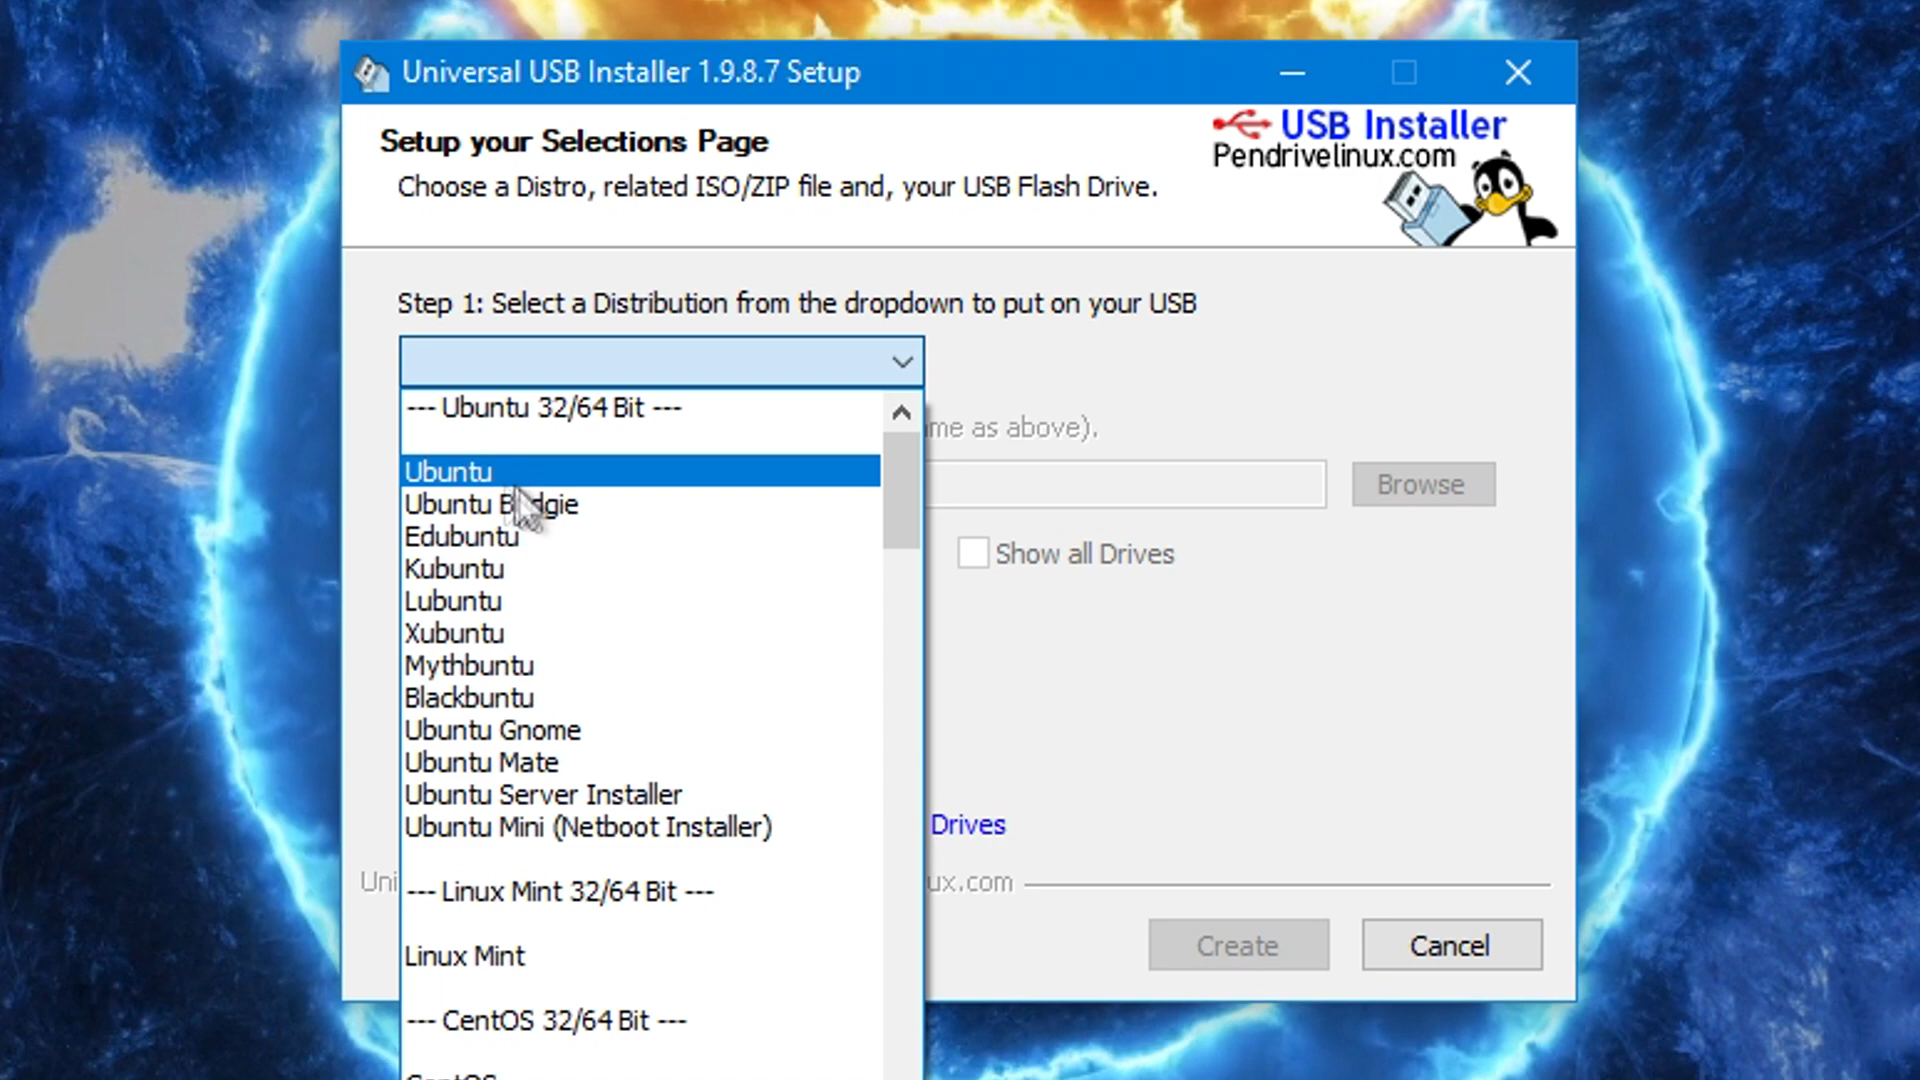 Universal USB Installer 1.9.8.7 Setup
Setup your Selections Page
Choose a Distro, related ISO/ZIP file and, your USB Flash Drive.
USB Installer
Pendrivelinux.com
Step 1: Select a Distribution from the dropdown to put on your USB
--- Ubuntu 32/64 Bit ---
as above).
Ubuntu
Browse
Ubuntu
Edubuntu
Show all Drives
Kubuntu
Lubuntu
Xubuntu
Mythbuntu
Blackbuntu
Ubuntu Gnome
Ubuntu Mate
Ubuntu Server Installer
Ubuntu Mini (Netboot Installer)
Drives
--- Linux Mint 32/64 Bit ---
Linux Mint
Create
Cancel
--- CentOS 32/64 Bit ---